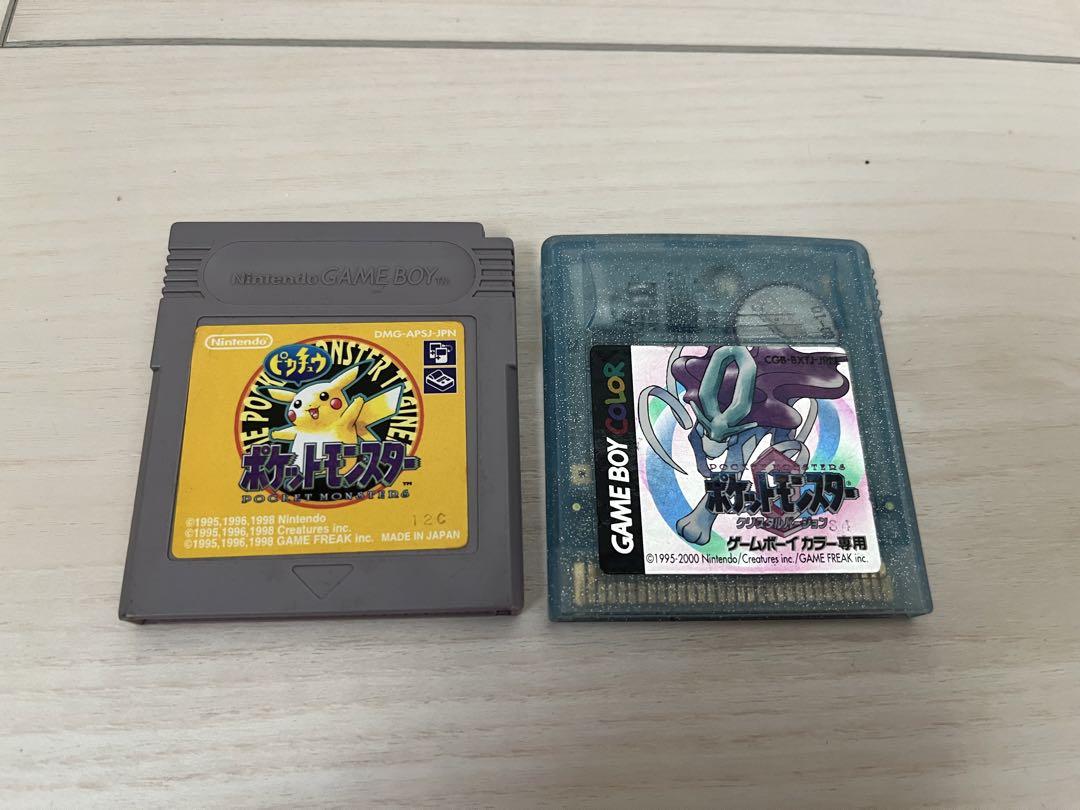 Nintendo GAME BOY™
Nintendo
DMG-APSJ-JPN
ピカチュウ
ポケットモンスター™
POCKET MONSTERS
©1995,1996,1998 Nintendo
12C
©1995,1996,1998 Creatures inc.
©1995,1996,1998 GAME FREAK inc. MADE IN JAPAN
GAME BOY COLOR
POCKET MONSTERS
ポケットモンスター®
クリスタルバージョン
ゲームボーイカラー専用
©1995-2000 Nintendo/Creatures inc./GAME FREAK inc.